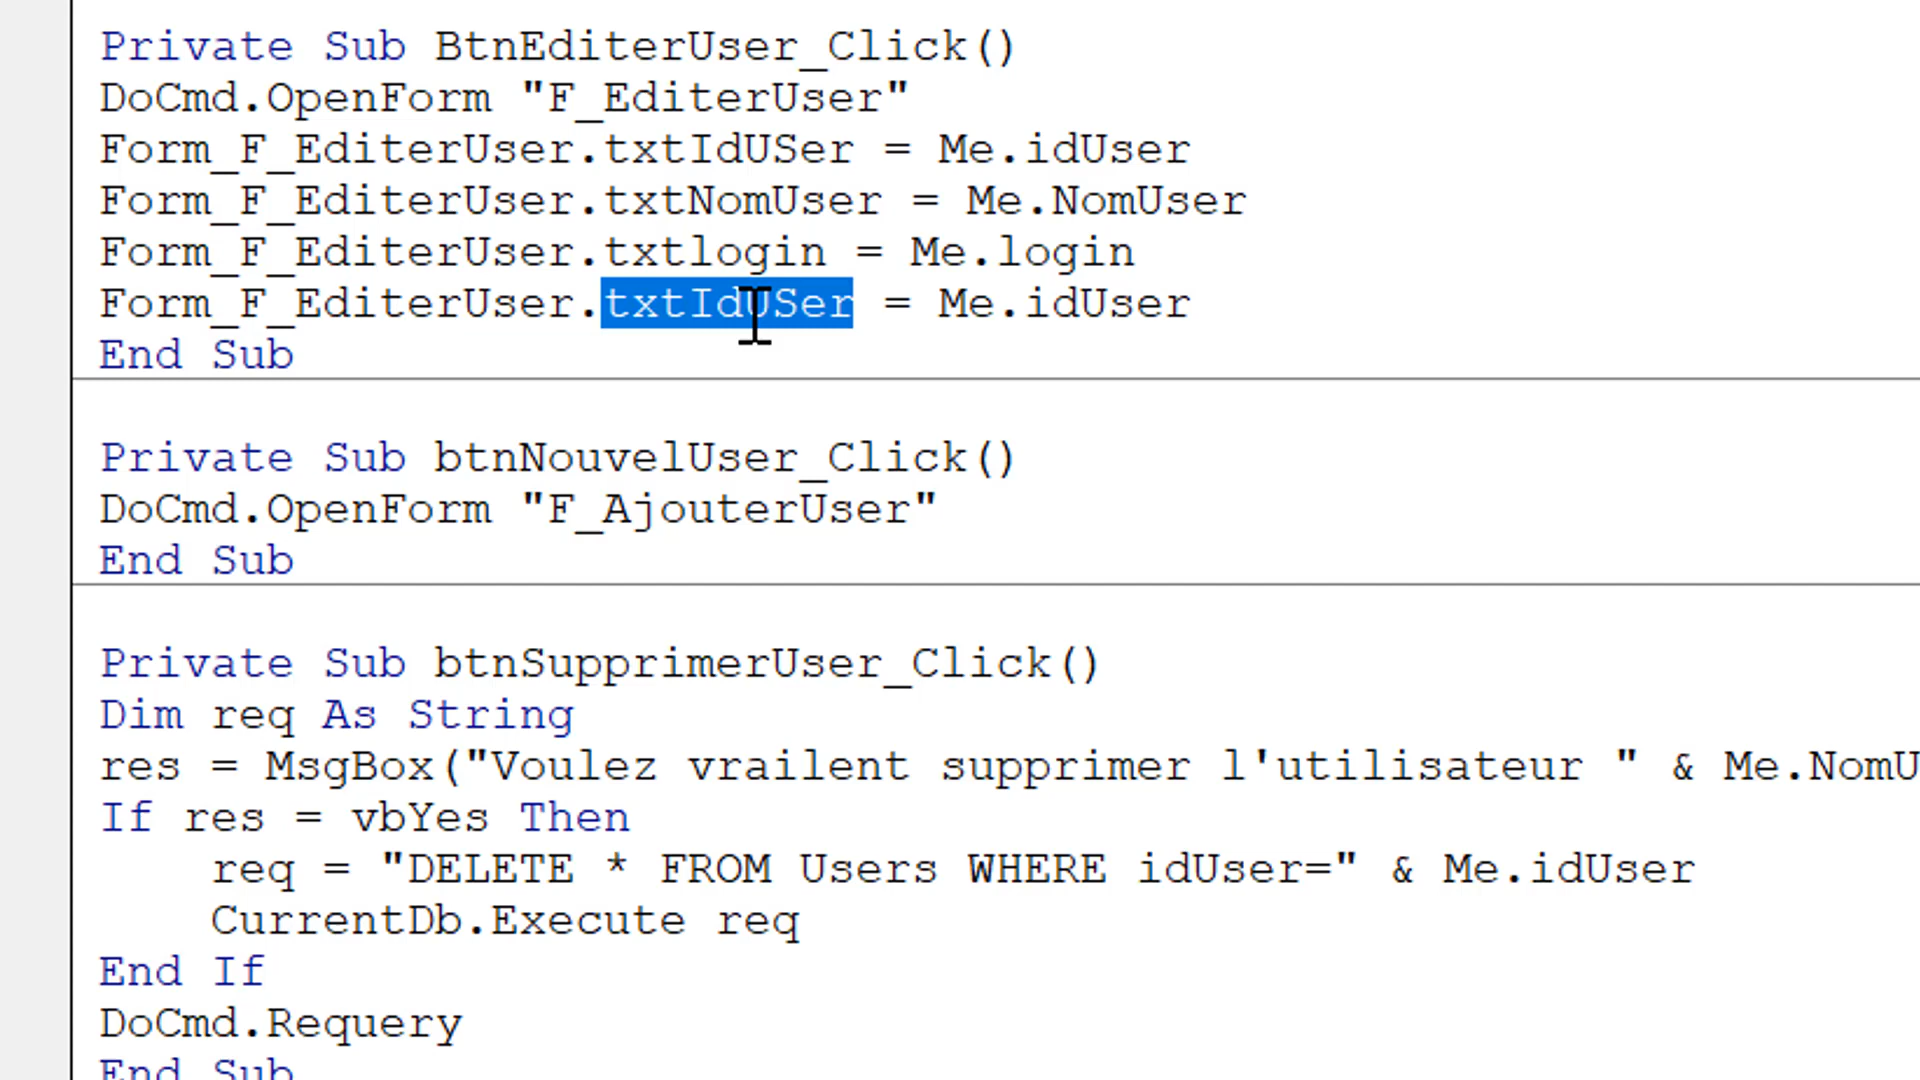 Private Sub BtnEditerUser_Click()
DoCmd.OpenForm "F_EditerUser"
Form_F_EditerUser.txtIdUSer = Me.idUser
Form_F_EditerUser.txtNomUser = Me.NomUser
Form_F_EditerUser.txtlogin = Me.login
Form_F_EditerUser.txtIdUSer = Me.idUser
End Sub
Private Sub btnNouvelUser_Click()
DoCmd.OpenForm "F_AjouterUser"
End Sub
Private Sub btnSupprimerUser_Click()
Dim req As String
res = MsgBox("Voulez vrailent supprimer l'utilisateur " & Me.NomU
If res = vbYes Then
    req = "DELETE * FROM Users WHERE idUser=" & Me.idUser
    CurrentDb.Execute req
End If
DoCmd.Requery
End Sub